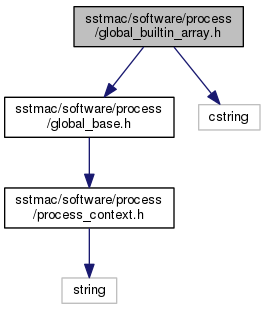 sstmac/software/process
/global_builtin_array.h
sstmac/software/process
/global_base.h
cstring
sstmac/software/process
/process_context.h
string